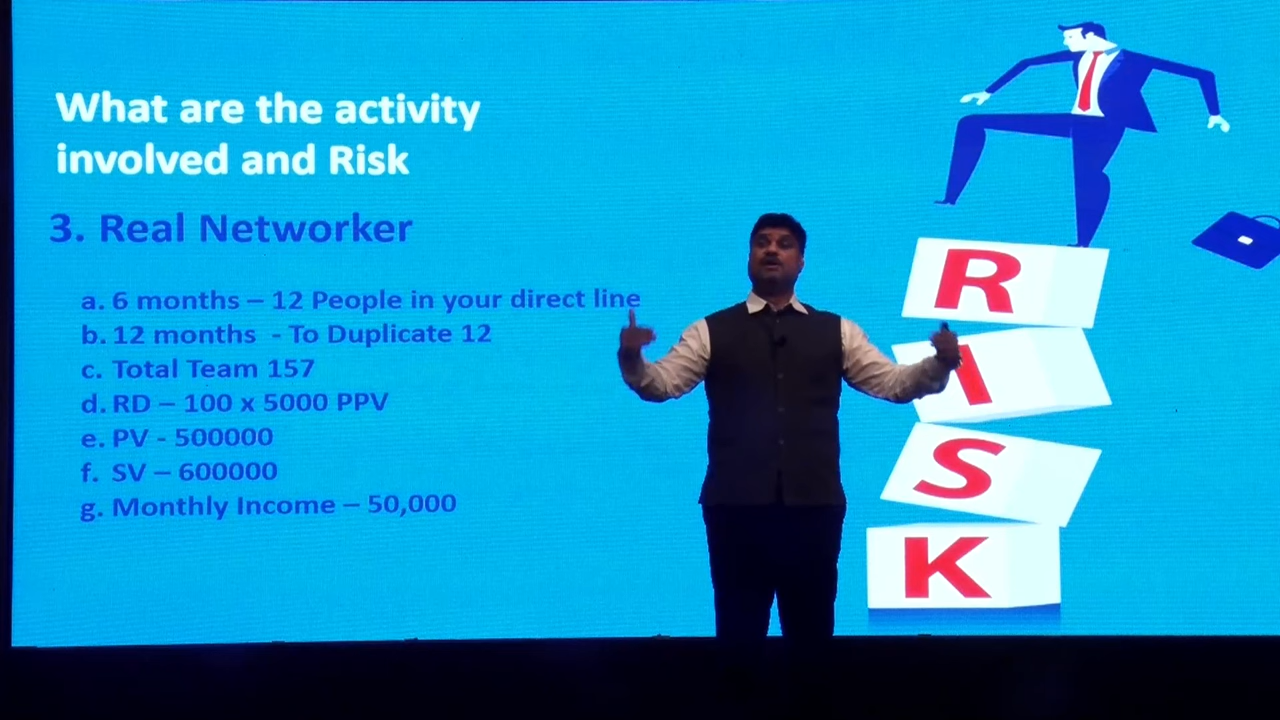 What are the activity
involved and Risk
3. Real Networker
a. 6 months – 12 People in your direct line
b. 12 months - To Duplicate 12
c. Total Team 157
d. RD – 100 x 5000 PPV
e. PV - 500000
f. SV – 600000
g. Monthly Income – 50,000
R
I
S
K